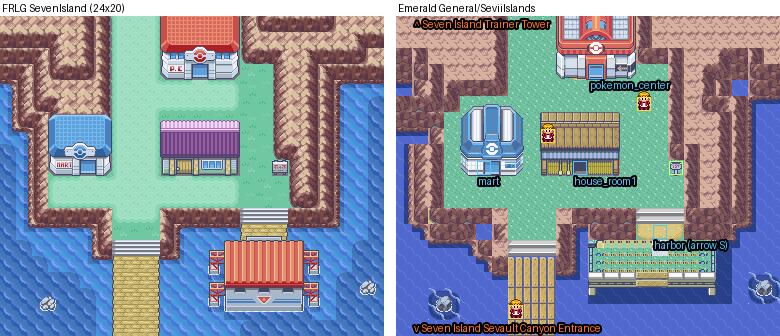 FRLG SevenIsland (24x20)
Emerald General/SeviiIslands
^ Seven Island Trainer Tower
P.C
pokemon_center
MART
mart
house_room1
harbor (arrow S)
v Seven Island Sevault Canyon Entrance